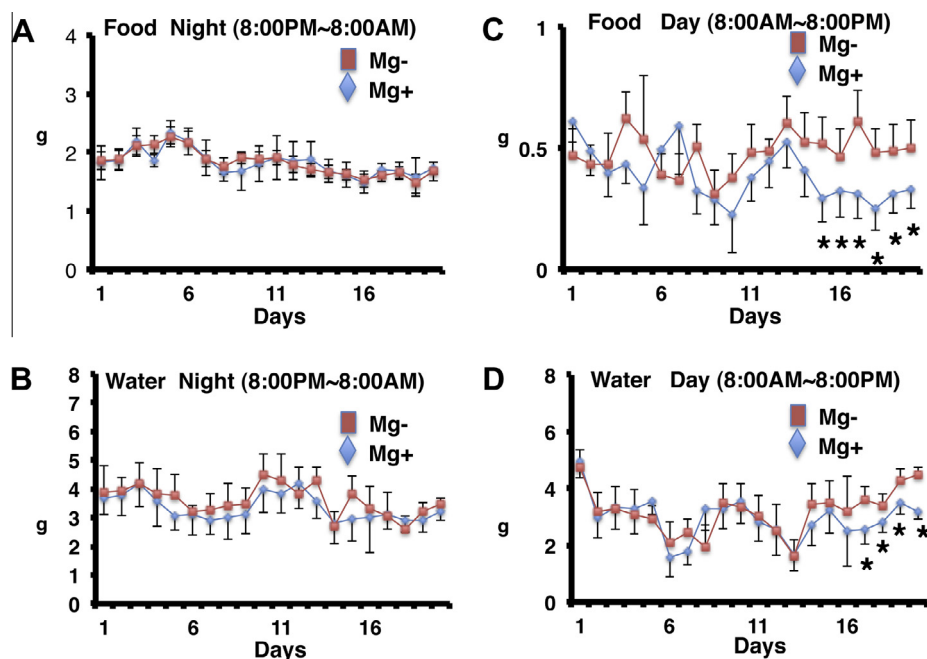 A
Food Night (8:00PM~8:00AM)
4
3
2
1
0
g
Mg-
Mg+
1
6
11
16
Days
C
Food Day (8:00AM~8:00PM)
1
0.5
0
g
Mg-
Mg+
* * *
*
*
*
1
6
11
16
Days
B
Water Night (8:00PM~8:00AM)
8
7
6
5
4
3
2
1
0
g
Mg-
Mg+
1
6
11
16
Days
D
Water Day (8:00AM~8:00PM)
8
6
4
2
0
g
Mg-
Mg+
*
*
*
*
1
6
11
16
Days